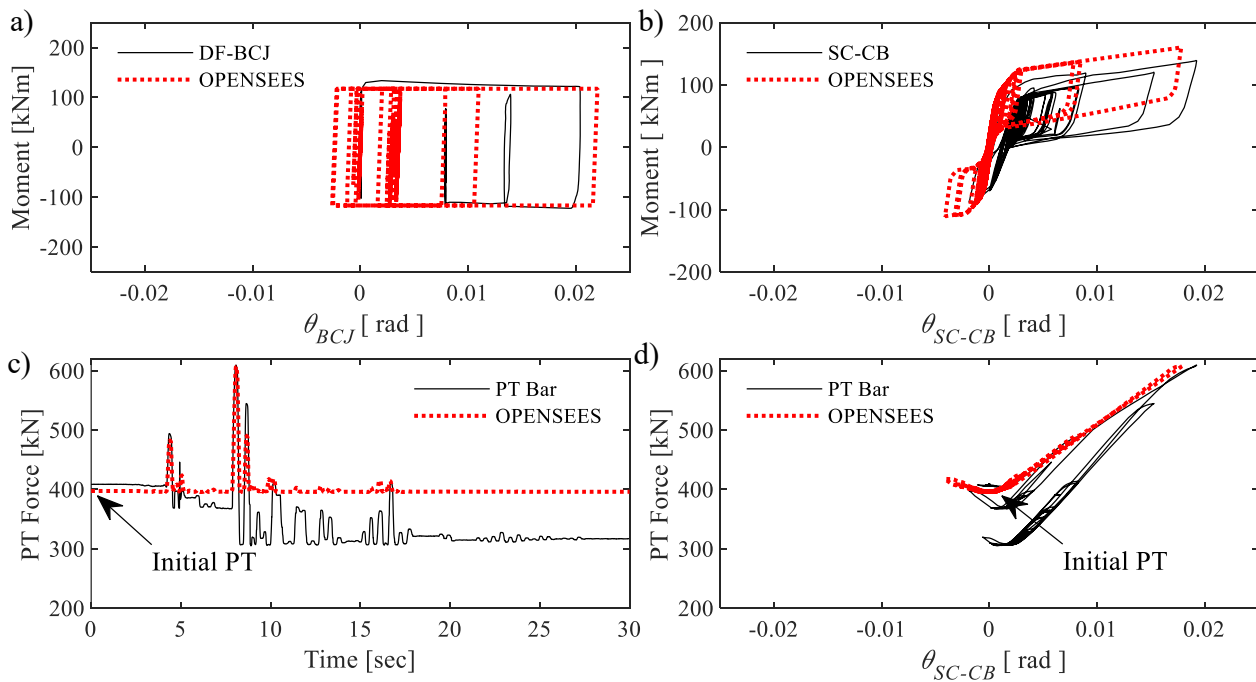 a)
200
100
0
-100
-200
Moment [kNm]
DF-BCJ
OPENSEES
-0.02
-0.01
0
0.01
0.02
θBCJ [ rad ]
b)
200
100
0
-100
-200
Moment [ kNm ]
SC-CB
OPENSEES
-0.02
-0.01
0
0.01
0.02
θSC-CB [ rad ]
c)
600
500
400
300
200
PT Force [kN]
PT Bar
OPENSEES
Initial PT
0
5
10
15
20
25
30
Time [sec]
d)
600
500
400
300
200
PT Force [kN]
PT Bar
OPENSEES
Initial PT
-0.02
-0.01
0
0.01
0.02
θSC-CB [ rad ]